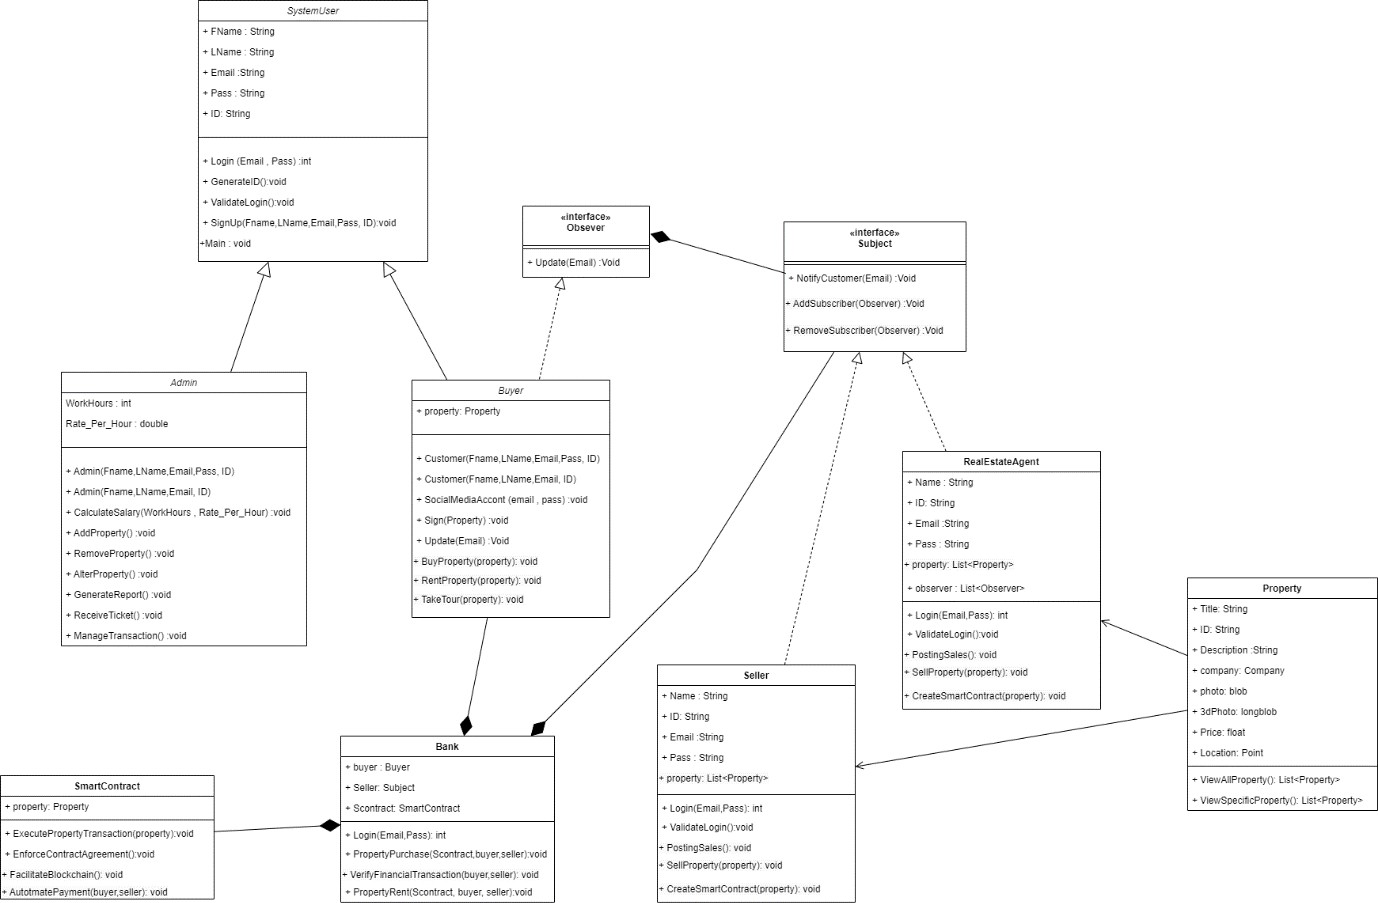 SystemUser
+ FName : String
+ LName : String
+ Email :String
+ Pass : String
+ ID: String
+ Login (Email , Pass) :int
+ GenerateID():void
+ ValidateLogin():void
+ SignUp(Fname,LName,Email,Pass, ID):void
+Main : void
«interface»
Obsever
+ Update(Email) :Void
«interface»
Subject
+ NotifyCustomer(Email) :Void
+ AddSubscriber(Observer) :Void
+ RemoveSubscriber(Observer) :Void
Admin
WorkHours : int
Rate_Per_Hour : double
+ Admin(Fname,LName,Email,Pass, ID)
+ Admin(Fname,LName,Email, ID)
+ CalculateSalary(WorkHours , Rate_Per_Hour) :void
+ AddProperty() :void
+ RemoveProperty() :void
+ AlterProperty() :void
+ GenerateReport() :void
+ ReceiveTicket() :void
+ ManageTransaction() :void
Buyer
+ property: Property
+ Customer(Fname,LName,Email,Pass, ID)
+ Customer(Fname,LName,Email, ID)
+ SocialMediaAccont (email , pass) :void
+ Sign(Property) :void
+ Update(Email) :Void
+ BuyProperty(property): void
+ RentProperty(property): void
+ TakeTour(property): void
RealEstateAgent
+ Name : String
+ ID: String
+ Email :String
+ Pass : String
+ property: List<Property>
+ observer : List<Observer>
+ Login(Email,Pass): int
+ ValidateLogin():void
+ PostingSales(): void
+ SellProperty(property): void
+ CreateSmartContract(property): void
Property
+ Title: String
+ ID: String
+ Description :String
+ company: Company
+ photo: blob
+ 3dPhoto: longblob
+ Price: float
+ Location: Point
+ ViewAllProperty(): List<Property>
+ ViewSpecificProperty(): List<Property>
Seller
+ Name : String
+ ID: String
+ Email :String
+ Pass : String
+ property: List<Property>
+ Login(Email,Pass): int
+ ValidateLogin():void
+ PostingSales(): void
+ SellProperty(property): void
+ CreateSmartContract(property): void
Bank
+ buyer : Buyer
+ Seller: Subject
+ Scontract: SmartContract
+ Login(Email,Pass): int
+ PropertyPurchase(Scontract,buyer,seller):void
+ VerifyFinancialTransaction(buyer,seller): void
+ PropertyRent(Scontract, buyer, seller):void
SmartContract
+ property: Property
+ ExecutePropertyTransaction(property):void
+ EnforceContractAgreement():void
+ FacilitateBlockchain(): void
+ AutotmatePayment(buyer,seller): void